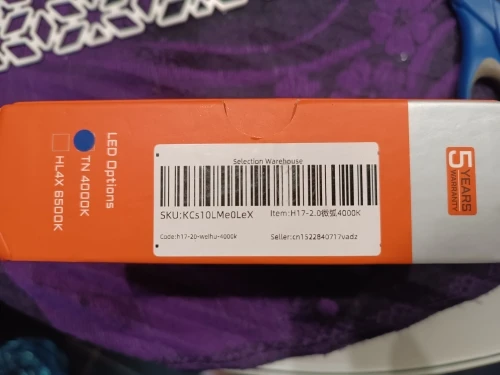 LED Options
TN 4000K
HL4X 6500K
Selection Warehouse
SKU:KCs10LMe0LeX
Item:H17-2.0微弧4000K
Code:h17-20-weihu-4000k
Seller:cn1522840717vadz
5 YEARS
WARRANTY